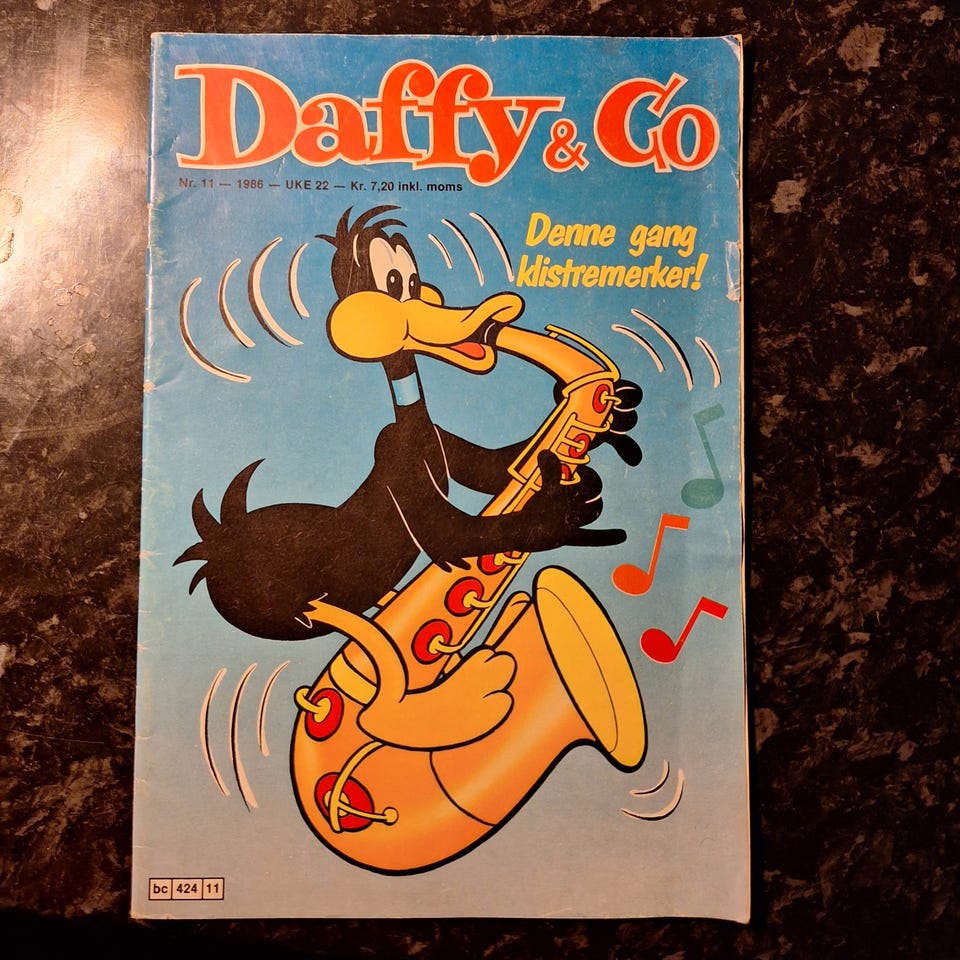 Daffy & Co
Nr. 11 — 1986 — UKE 22 — Kr. 7,20 inkl. moms
Denne gang
klistremerker!
bc 424 11